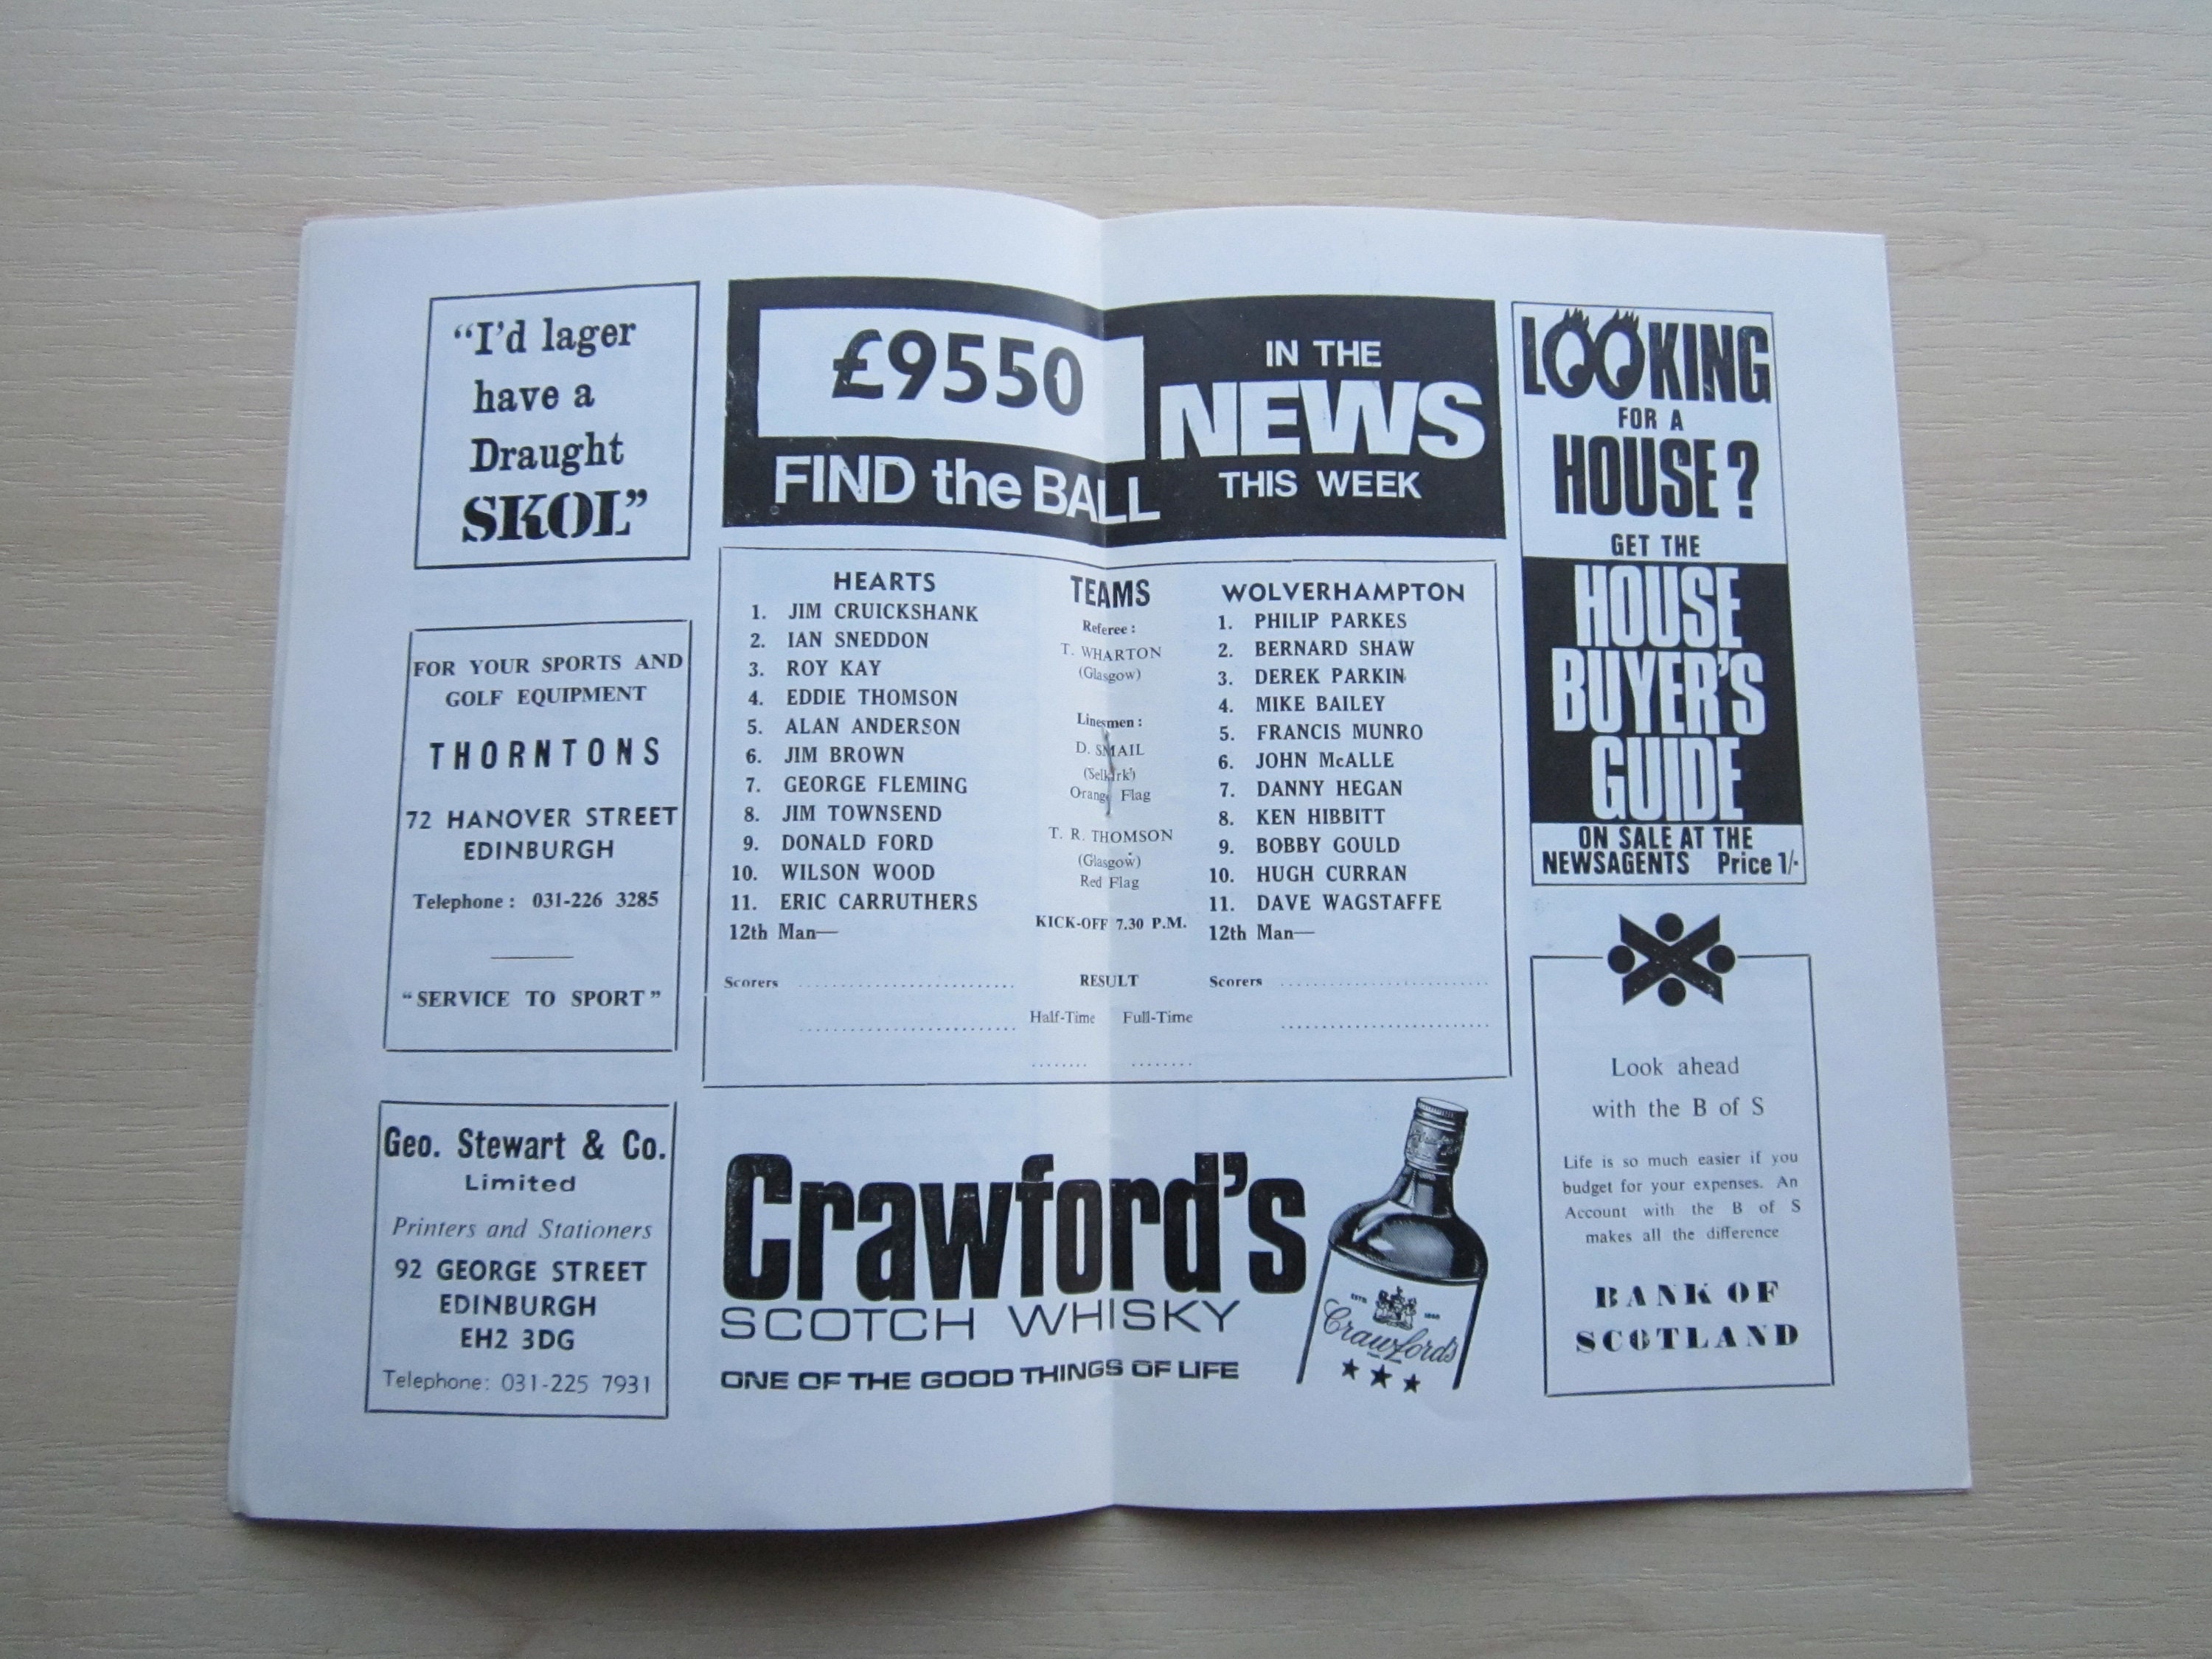 "I'd lager
have a
Draught
SKOL"
FOR YOUR SPORTS AND
GOLF EQUIPMENT
THORNTONS
72 HANOVER STREET
EDINBURGH
Telephone : 031-226 3285
"SERVICE TO SPORT"
Geo. Stewart & Co.
Limited
Printers and Stationers
92 GEORGE STREET
EDINBURGH
EH2 3DG
Telephone: 031-225 7931
£9550
FIND the BALL
IN THE
NEWS
THIS WEEK
HEARTS
1. JIM CRUICKSHANK
2. IAN SNEDDON
3. ROY KAY
4. EDDIE THOMSON
5. ALAN ANDERSON
6. JIM BROWN
7. GEORGE FLEMING
8. JIM TOWNSEND
9. DONALD FORD
10. WILSON WOOD
11. ERIC CARRUTHERS
12th Man—
Scorers
TEAMS
Referee :
T. WHARTON
(Glasgow)
Linesmen :
D. SMAIL
(Selkirk)
Orange Flag
T. R. THOMSON
(Glasgow)
Red Flag
KICK-OFF 7.30 P.M.
RESULT
Half-Time Full-Time
WOLVERHAMPTON
1. PHILIP PARKES
2. BERNARD SHAW
3. DEREK PARKIN
4. MIKE BAILEY
5. FRANCIS MUNRO
6. JOHN McALLE
7. DANNY HEGAN
8. KEN HIBBITT
9. BOBBY GOULD
10. HUGH CURRAN
11. DAVE WAGSTAFFE
12th Man—
Scorers
Crawford's
SCOTCH WHISKY
ONE OF THE GOOD THINGS OF LIFE
Crawford's
LOOKING
FOR A
HOUSE?
GET THE
HOUSE
BUYER'S
GUIDE
ON SALE AT THE
NEWSAGENTS Price 1/-
Look ahead
with the B of S
Life is so much easier if you
budget for your expenses. An
Account with the B of S
makes all the difference
BANK OF
SCOTLAND